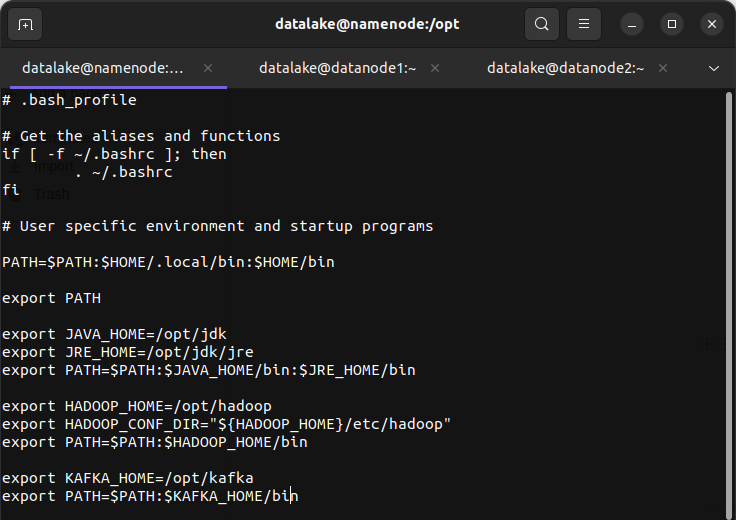 datalake@namenode:/opt
datalake@namenode:...
datalake@datanode1:~
datalake@datanode2:~
# .bash_profile
# Get the aliases and functions
if [ -f ~/.bashrc ]; then
        . ~/.bashrc
fi
# User specific environment and startup programs
PATH=$PATH:$HOME/.local/bin:$HOME/bin
export PATH
export JAVA_HOME=/opt/jdk
export JRE_HOME=/opt/jdk/jre
export PATH=$PATH:$JAVA_HOME/bin:$JRE_HOME/bin
export HADOOP_HOME=/opt/hadoop
export HADOOP_CONF_DIR="${HADOOP_HOME}/etc/hadoop"
export PATH=$PATH:$HADOOP_HOME/bin
export KAFKA_HOME=/opt/kafka
export PATH=$PATH:$KAFKA_HOME/bin
Import
Trash